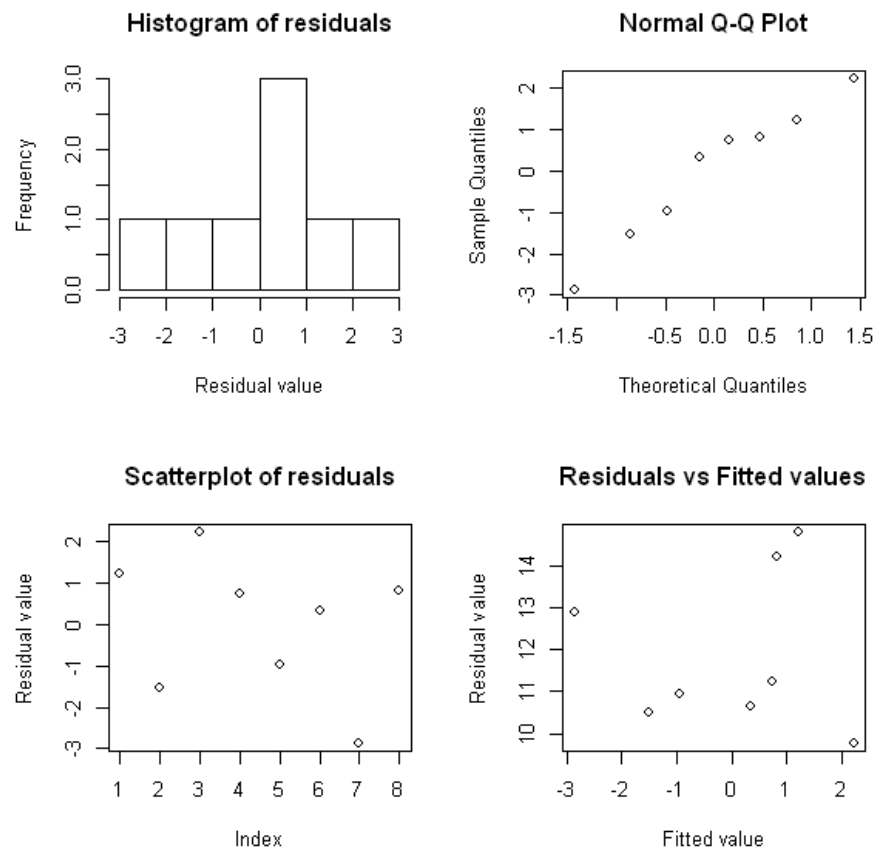 Histogram of residuals
Frequency
0.0 1.0 2.0 3.0
-3 -2 -1 0 1 2 3
Residual value
Normal Q-Q Plot
Sample Quantiles
-3 -2 -1 0 1 2
-1.5 -0.5 0.0 0.5 1.0 1.5
Theoretical Quantiles
Scatterplot of residuals
Residual value
-3 -2 -1 0 1 2
1 2 3 4 5 6 7 8
Index
Residuals vs Fitted values
Residual value
10 11 12 13 14
-3 -2 -1 0 1 2
Fitted value